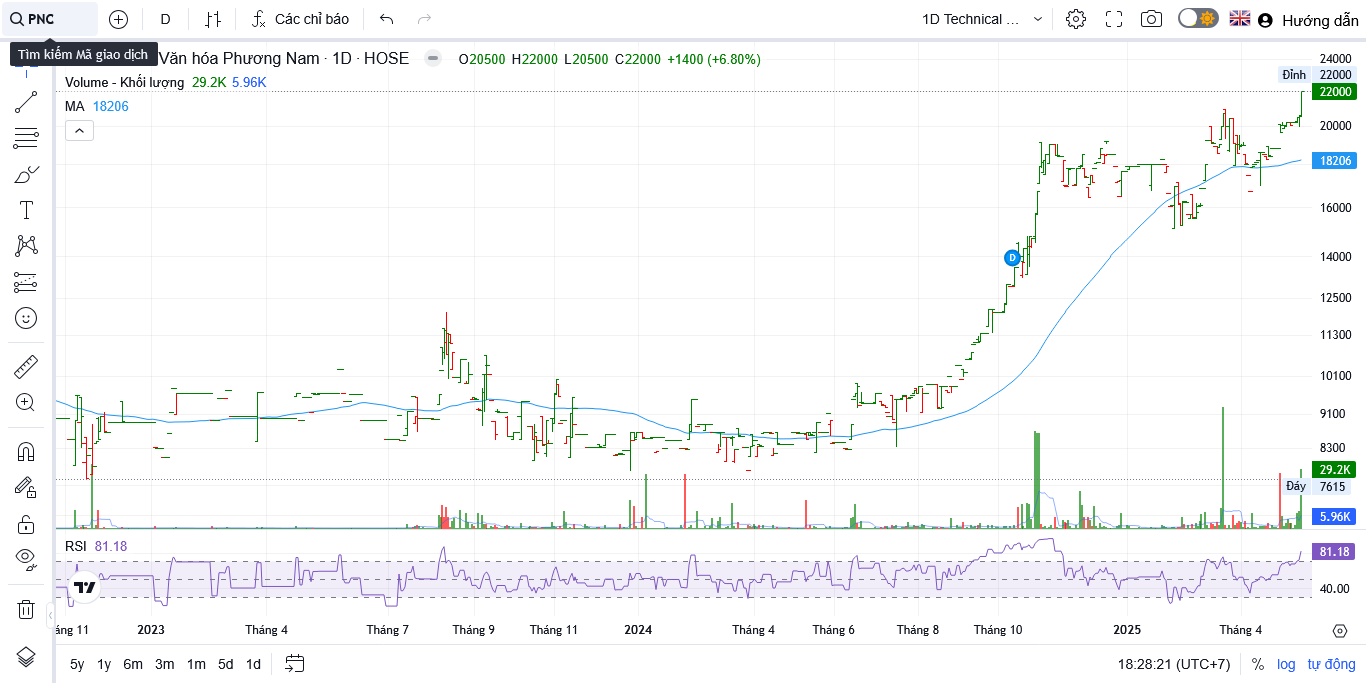 PNC
D
Các chỉ báo
1D Technical ...
Hướng dẫn
Tìm kiếm Mã giao dịch
Văn hóa Phương Nam · 1D · HOSE
O20500 H22000 L20500 C22000 +1400 (+6.80%)
Volume - Khối lượng 29.2K 5.96K
MA 18206
24000
Đỉnh 22000
22000
20000
18206
16000
D
14000
12500
11300
10100
9100
8300
29.2K
Đáy 7615
5.96K
RSI 81.18
81.18
40.00
áng 11 2023 Tháng 4 Tháng 7 Tháng 9 Tháng 11 2024 Tháng 4 Tháng 6 Tháng 8 Tháng 10 2025 Tháng 4
5y 1y 6m 3m 1m 5d 1d
18:28:21 (UTC+7) % log tự động